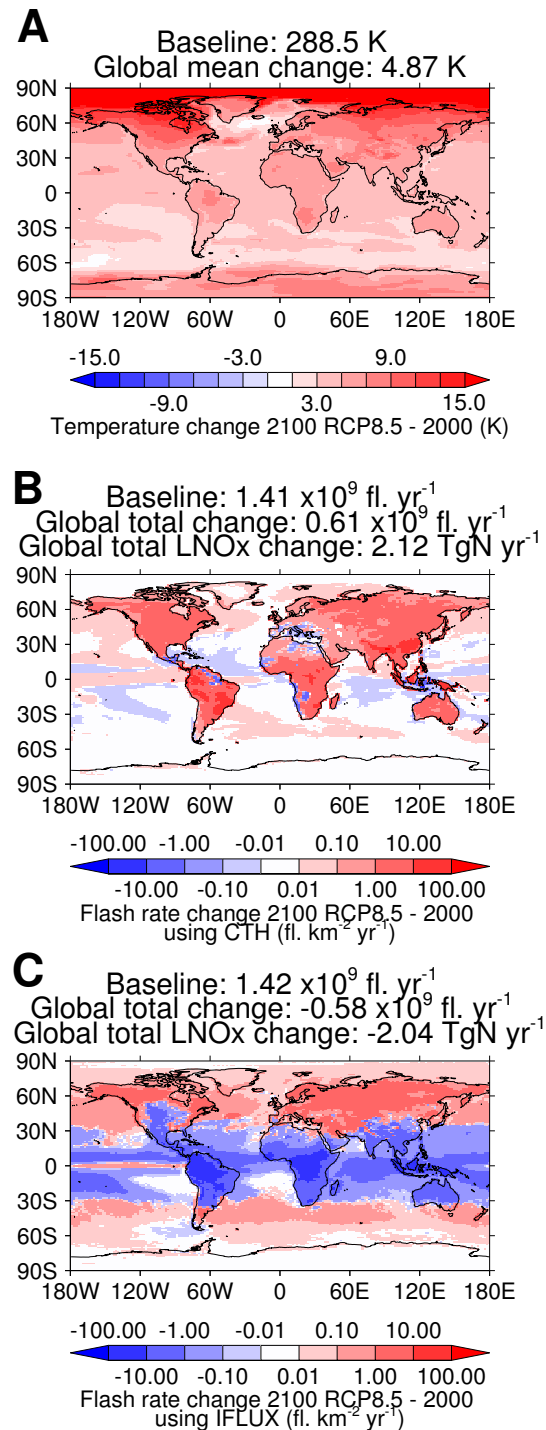 A
Baseline: 288.5 K
Global mean change: 4.87 K
90N
60N
30N
0
30S
60S
90S
180W 120W 60W 0 60E 120E 180E
-15.0 -3.0 9.0
-9.0 3.0 15.0
Temperature change 2100 RCP8.5 - 2000 (K)
B
Baseline: 1.41 x10⁹ fl. yr⁻¹
Global total change: 0.61 x10⁹ fl. yr⁻¹
Global total LNOx change: 2.12 TgN yr⁻¹
90N
60N
30N
0
30S
60S
90S
180W 120W 60W 0 60E 120E 180E
-100.00 -1.00 -0.01 0.10 10.00
-10.00 -0.10 0.01 1.00 100.00
Flash rate change 2100 RCP8.5 - 2000
using CTH (fl. km⁻² yr⁻¹)
C
Baseline: 1.42 x10⁹ fl. yr⁻¹
Global total change: -0.58 x10⁹ fl. yr⁻¹
Global total LNOx change: -2.04 TgN yr⁻¹
90N
60N
30N
0
30S
60S
90S
180W 120W 60W 0 60E 120E 180E
-100.00 -1.00 -0.01 0.10 10.00
-10.00 -0.10 0.01 1.00 100.00
Flash rate change 2100 RCP8.5 - 2000
using IFLUX (fl. km⁻² yr⁻¹)